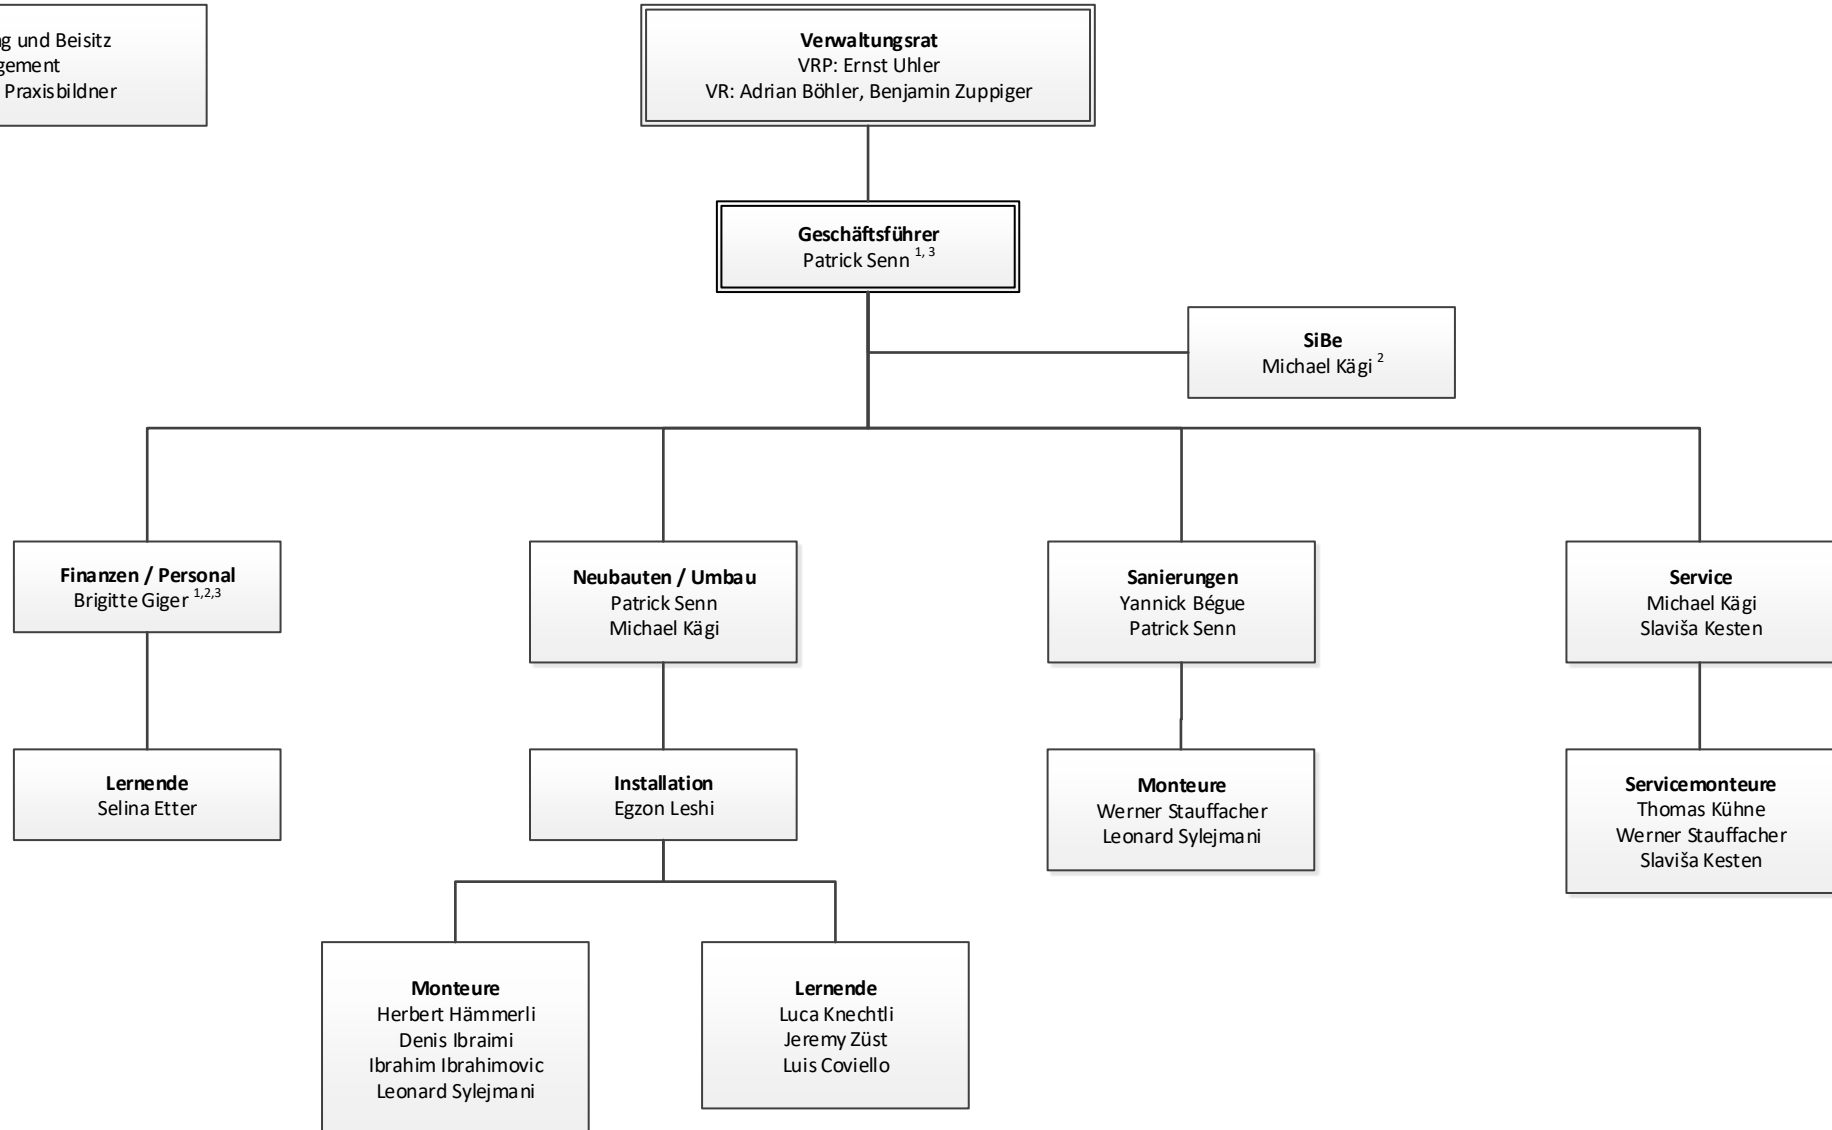 g und Beisitz
gement
Praxisbildner
Verwaltungsrat
VRP: Ernst Uhler
VR: Adrian Böhler, Benjamin Zuppiger
Geschäftsführer
Patrick Senn 1, 3
SiBe
Michael Kägi 2
Finanzen / Personal
Brigitte Giger 1,2,3
Neubauten / Umbau
Patrick Senn
Michael Kägi
Sanierungen
Yannick Bégue
Patrick Senn
Service
Michael Kägi
Slaviša Kesten
Lernende
Selina Etter
Installation
Egzon Leshi
Monteure
Werner Stauffacher
Leonard Sylejmani
Servicemonteure
Thomas Kühne
Werner Stauffacher
Slaviša Kesten
Monteure
Herbert Hämmerli
Denis Ibraimi
Ibrahim Ibrahimovic
Leonard Sylejmani
Lernende
Luca Knechtli
Jeremy Züst
Luis Coviello